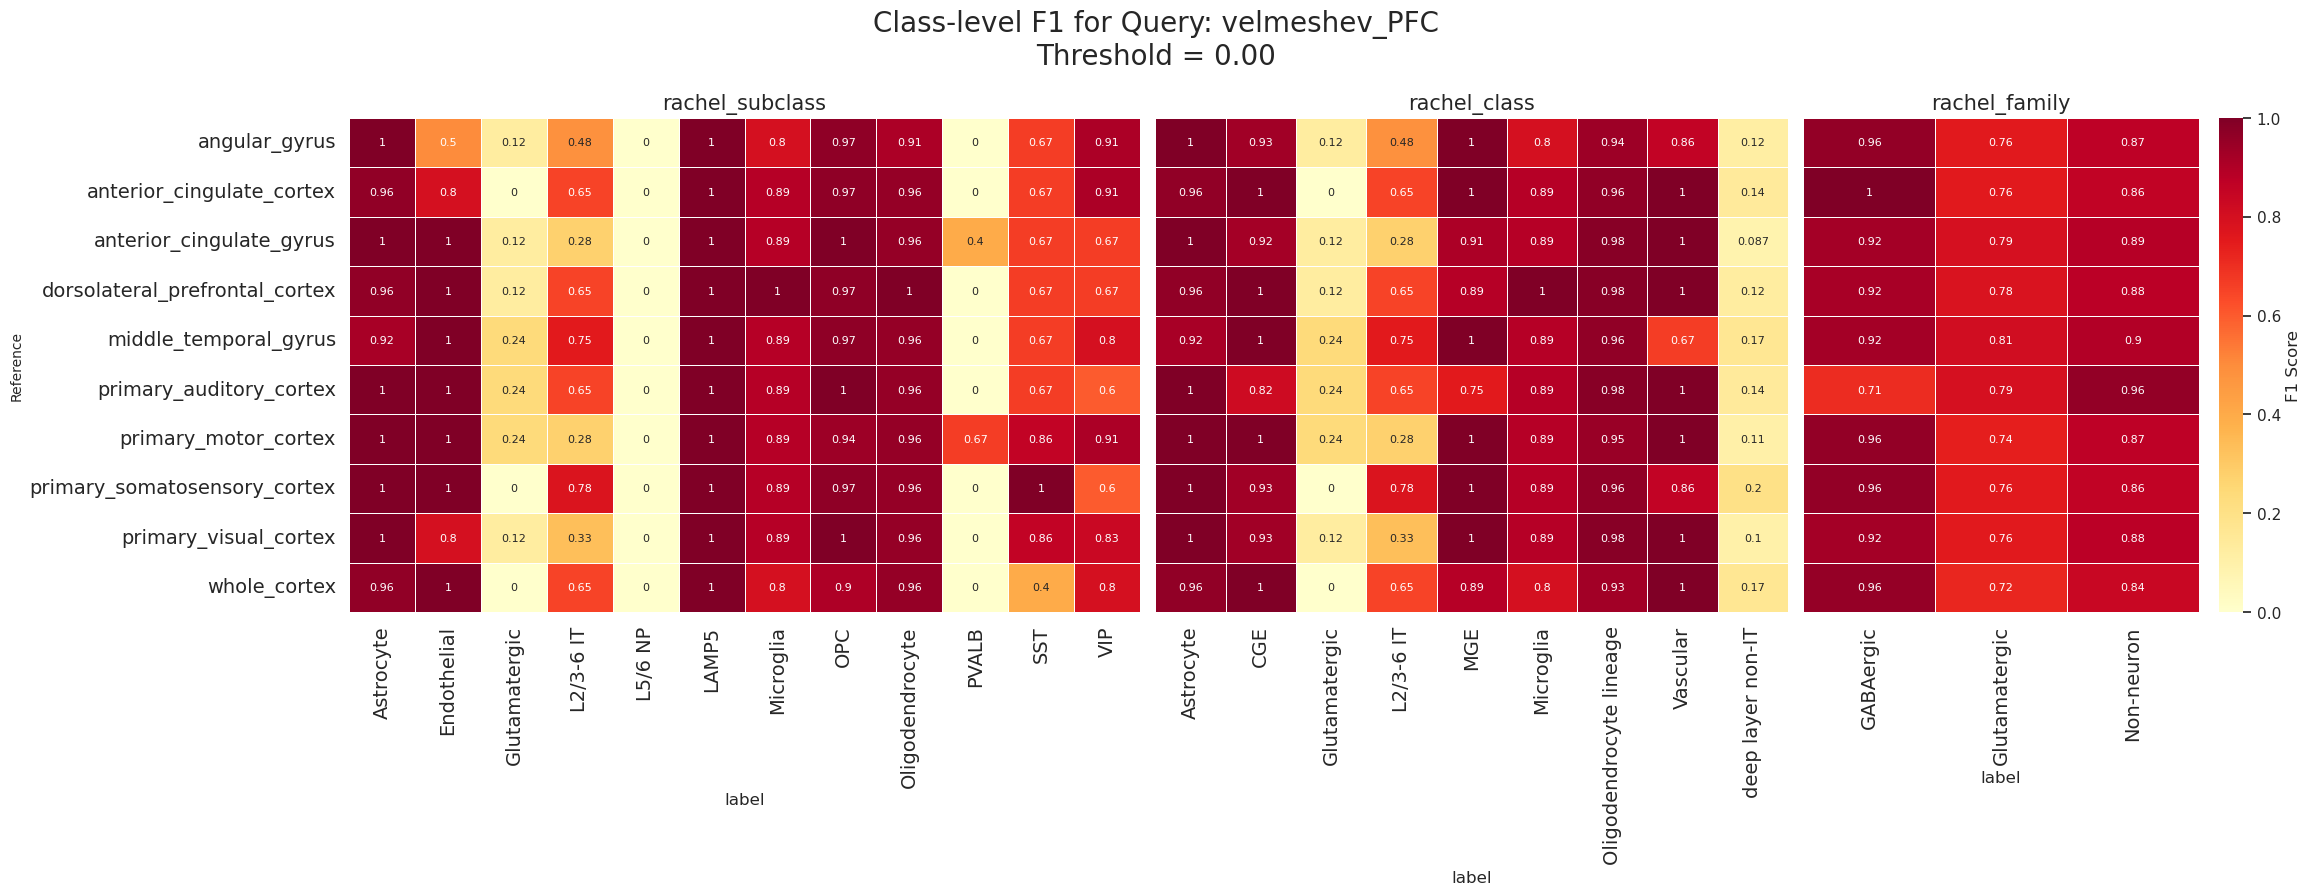 Class-level F1 for Query: velmeshev_PFC
Threshold = 0.00
rachel_subclass rachel_class rachel_family
angular_gyrus 1 0.5 0.12 0.48 0 1 0.8 0.97 0.91 0 0.67 0.91 1 0.93 0.12 0.48 1 0.8 0.94 0.86 0.12 0.96 0.76 0.87
anterior_cingulate_cortex 0.96 0.8 0 0.65 0 1 0.89 0.97 0.96 0 0.67 0.91 0.96 1 0 0.65 1 0.89 0.96 1 0.14 1 0.76 0.86
anterior_cingulate_gyrus 1 1 0.12 0.28 0 1 0.89 1 0.96 0.4 0.67 0.67 1 0.92 0.12 0.28 0.91 0.89 0.98 1 0.087 0.92 0.79 0.89
dorsolateral_prefrontal_cortex 0.96 1 0.12 0.65 0 1 1 0.97 1 0 0.67 0.67 0.96 1 0.12 0.65 0.89 1 0.98 1 0.12 0.92 0.78 0.88
middle_temporal_gyrus 0.92 1 0.24 0.75 0 1 0.89 0.97 0.96 0 0.67 0.8 0.92 1 0.24 0.75 1 0.89 0.96 0.67 0.17 0.92 0.81 0.9
primary_auditory_cortex 1 1 0.24 0.65 0 1 0.89 1 0.96 0 0.67 0.6 1 0.82 0.24 0.65 0.75 0.89 0.98 1 0.14 0.71 0.79 0.96
primary_motor_cortex 1 1 0.24 0.28 0 1 0.89 0.94 0.96 0.67 0.86 0.91 1 1 0.24 0.28 1 0.89 0.95 1 0.11 0.96 0.74 0.87
primary_somatosensory_cortex 1 1 0 0.78 0 1 0.89 0.97 0.96 0 1 0.6 1 0.93 0 0.78 1 0.89 0.96 0.86 0.2 0.96 0.76 0.86
primary_visual_cortex 1 0.8 0.12 0.33 0 1 0.89 1 0.96 0 0.86 0.83 1 0.93 0.12 0.33 1 0.89 0.98 1 0.1 0.92 0.76 0.88
whole_cortex 0.96 1 0 0.65 0 1 0.8 0.9 0.96 0 0.4 0.8 0.96 1 0 0.65 0.89 0.8 0.93 1 0.17 0.96 0.72 0.84
Reference
Astrocyte
Endothelial
Glutamatergic
L2/3-6 IT
L5/6 NP
LAMP5
Microglia
OPC
Oligodendrocyte
PVALB
SST
VIP
label
Astrocyte
CGE
Glutamatergic
L2/3-6 IT
MGE
Microglia
Oligodendrocyte lineage
Vascular
deep layer non-IT
label
GABAergic
Glutamatergic
Non-neuron
label
1.0
0.8
0.6
0.4
0.2
0.0
F1 Score